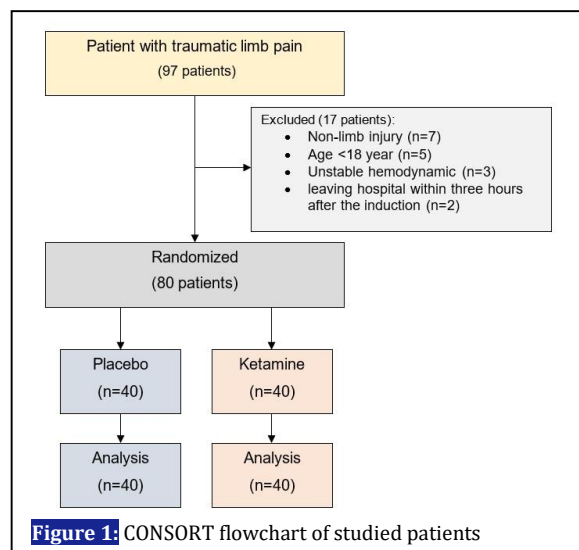 Patient with traumatic limb pain
(97 patients)
Excluded (17 patients):
• Non-limb injury (n=7)
• Age <18 year (n=5)
• Unstable hemodynamic (n=3)
• leaving hospital within three hours
after the induction (n=2)
Randomized
(80 patients)
Placebo
(n=40)
Ketamine
(n=40)
Analysis
(n=40)
Analysis
(n=40)
Figure 1: CONSORT flowchart of studied patients